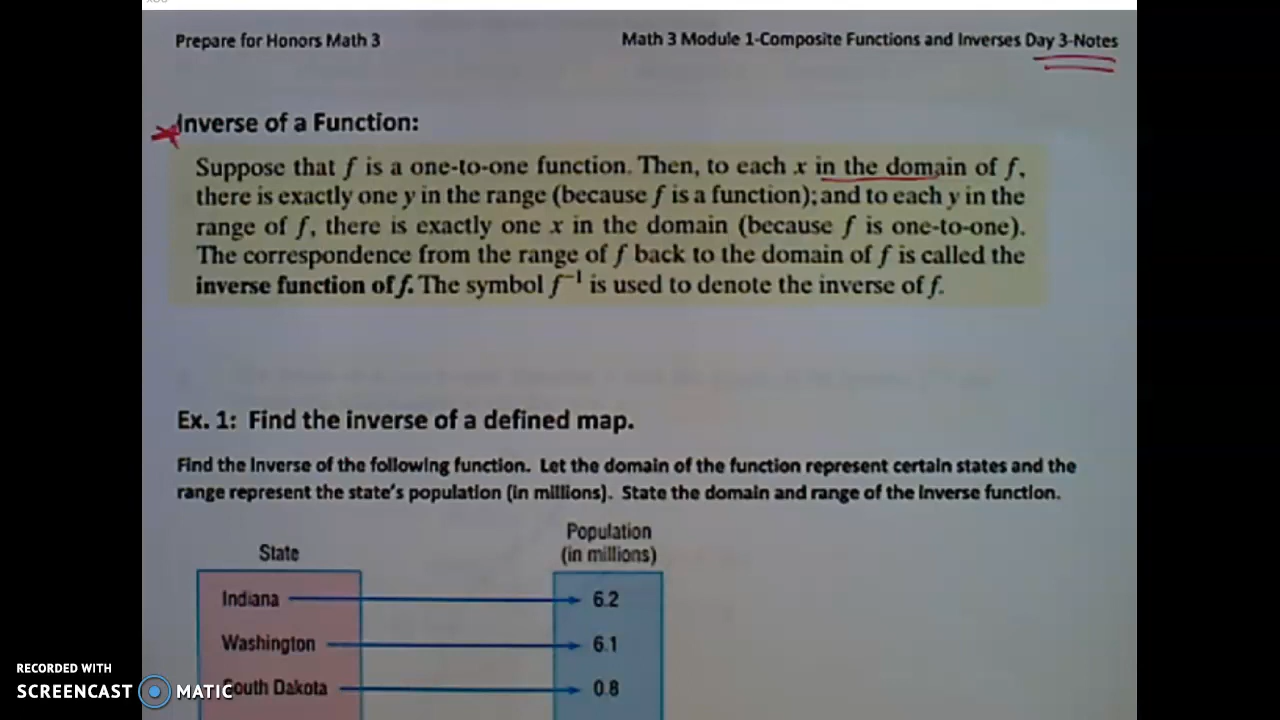 Prepare for Honors Math 3
Math 3 Module 1-Composite Functions and Inverses Day 3-Notes
Inverse of a Function:
Suppose that f is a one-to-one function. Then, to each x in the domain of f,
there is exactly one y in the range (because f is a function); and to each y in the
range of f, there is exactly one x in the domain (because f is one-to-one).
The correspondence from the range of f back to the domain of f is called the
inverse function of f. The symbol f⁻¹ is used to denote the inverse of f.
Ex. 1: Find the inverse of a defined map.
Find the inverse of the following function. Let the domain of the function represent certain states and the
range represent the state's population (in millions). State the domain and range of the inverse function.
State
Population
(in millions)
Indiana 6.2
Washington 6.1
South Dakota 0.8
RECORDED WITH
SCREENCAST MATIC